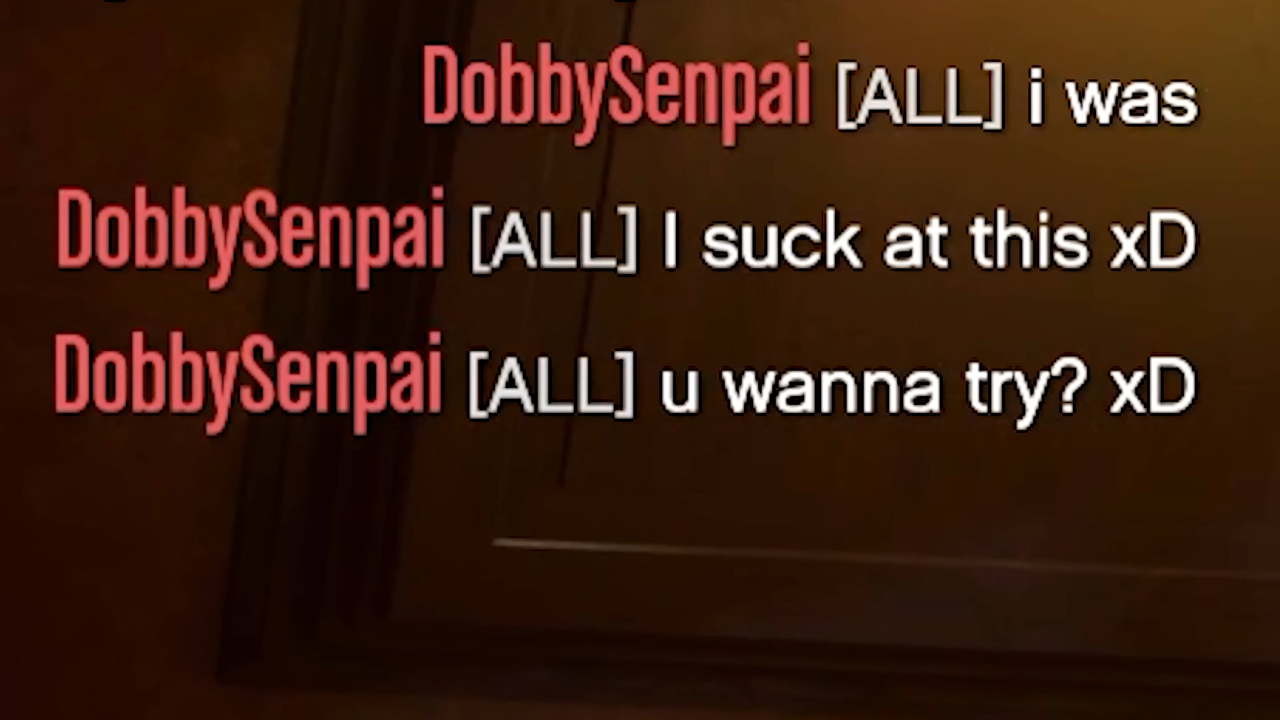 DobbySenpai [ALL] i was
DobbySenpai [ALL] I suck at this xD
DobbySenpai [ALL] u wanna try? xD